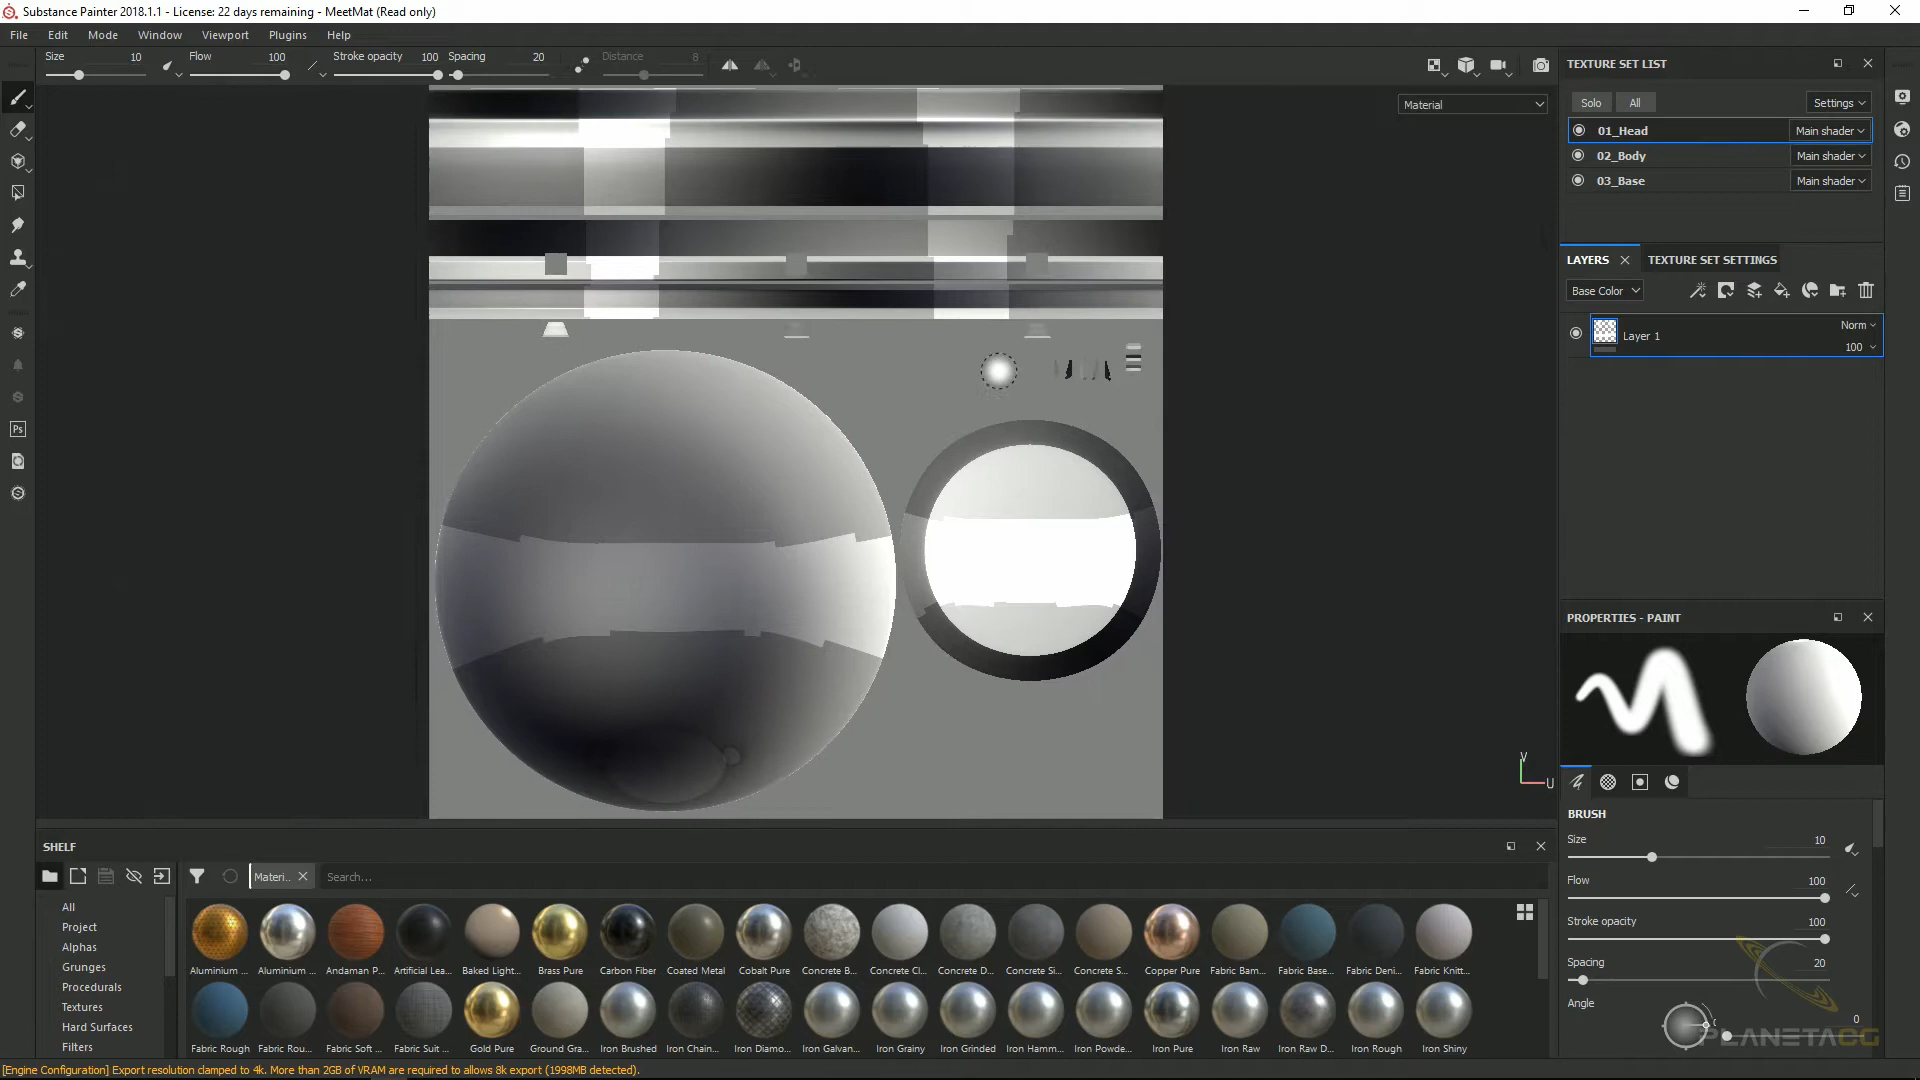 Substance Painter 2018.1.1 - License: 22 days remaining - MeetMat (Read only)
File Edit Mode Window Viewport Plugins Help
Size 10 Flow 100 Stroke opacity 100 Spacing 20 Distance 8
Material
TEXTURE SET LIST
Solo All Settings
01_Head Main shader
02_Body Main shader
03_Base Main shader
LAYERS TEXTURE SET SETTINGS
Base Color
Layer 1 Norm
100
Ps
V
U
PROPERTIES - PAINT
BRUSH
Size 10
Flow 100
Stroke opacity 100
Spacing 20
Angle 0
PLANETACG
SHELF
Materi.. Search...
All
Project
Alphas
Grunges
Procedurals
Textures
Hard Surfaces
Filters
Aluminium ... Aluminium ... Andaman P... Artificial Lea... Baked Light... Brass Pure Carbon Fiber Coated Metal Cobalt Pure Concrete B... Concrete Cl... Concrete D... Concrete Si... Concrete S... Copper Pure Fabric Bam... Fabric Base... Fabric Deni... Fabric Knitt...
Fabric Rough Fabric Rou... Fabric Soft ... Fabric Suit ... Gold Pure Ground Gra... Iron Brushed Iron Chain... Iron Diamo... Iron Galvan... Iron Grainy Iron Grinded Iron Hamm... Iron Powde... Iron Pure Iron Raw Iron Raw D... Iron Rough Iron Shiny
[Engine Configuration] Export resolution clamped to 4k. More than 2GB of VRAM are required to allows 8k export (1998MB detected).